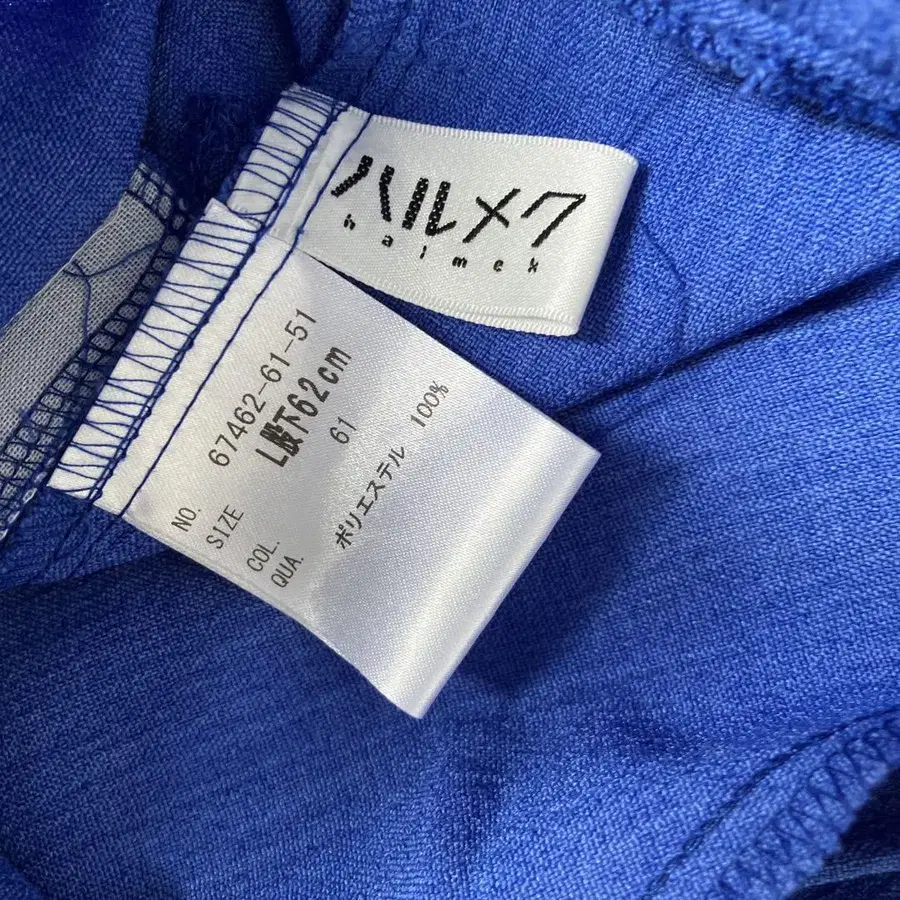 ハルメク
halmek
NO. 67462-61-51
SIZE L股下62cm
COL. 61
QUA. ポリエステル 100%